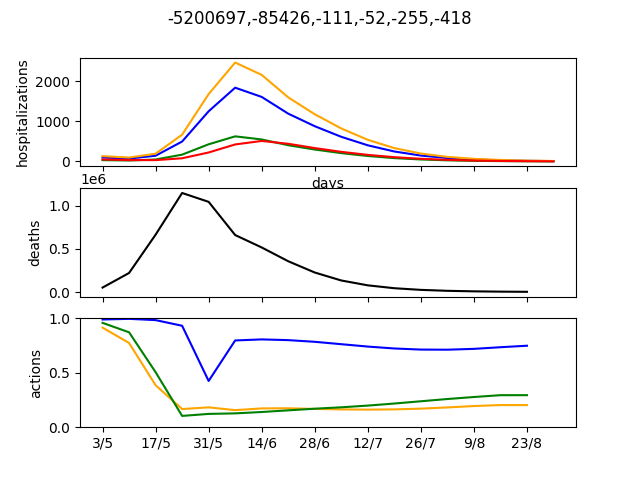 -5200697,-85426,-111,-52,-255,-418
hospitalizations
2000
1000
0
days
1e6
deaths
1.0
0.5
0.0
actions
1.0
0.5
0.0
3/5 17/5 31/5 14/6 28/6 12/7 26/7 9/8 23/8